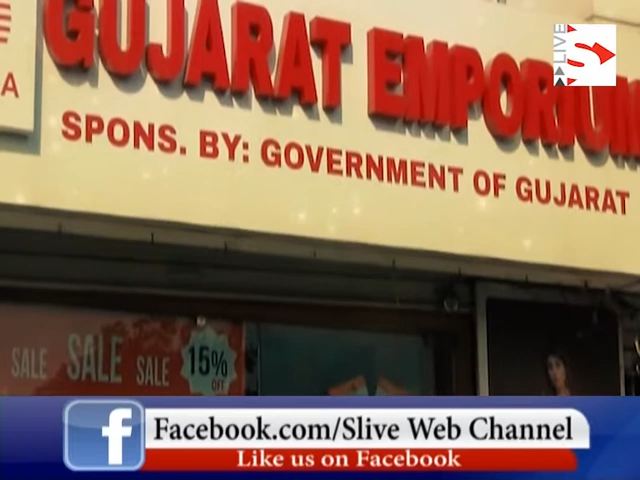 GUJARAT EMPORIUM
SPONS. BY: GOVERNMENT OF GUJARAT
LIVE
S
A
SALE SALE SALE 15% OFF
f
Facebook.com/Slive Web Channel
Like us on Facebook